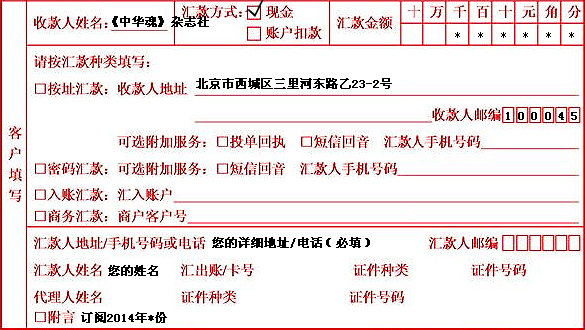 收款人姓名:《中华魂》杂志社 汇款方式: ☑现金 汇款金额 十 万 千 百 十 元 角 分
□账户扣款 * * * * * *
请按汇款种类填写:
□按址汇款: 收款人地址 北京市西城区三里河东路乙23-2号
收款人邮编 100045
可选附加服务: □投单回执 □短信回音 汇款人手机号码
□密码汇款: 可选附加服务: □短信回音 汇款人手机号码
□入账汇款: 汇入账户
□商务汇款: 商户客户号
客户填写
汇款人地址/手机号码或电话 您的详细地址/电话(必填) 汇款人邮编
汇款人姓名 您的姓名 汇出账/卡号 证件种类 证件号码
代理人姓名 证件种类 证件号码
□附言 订阅2014年*份